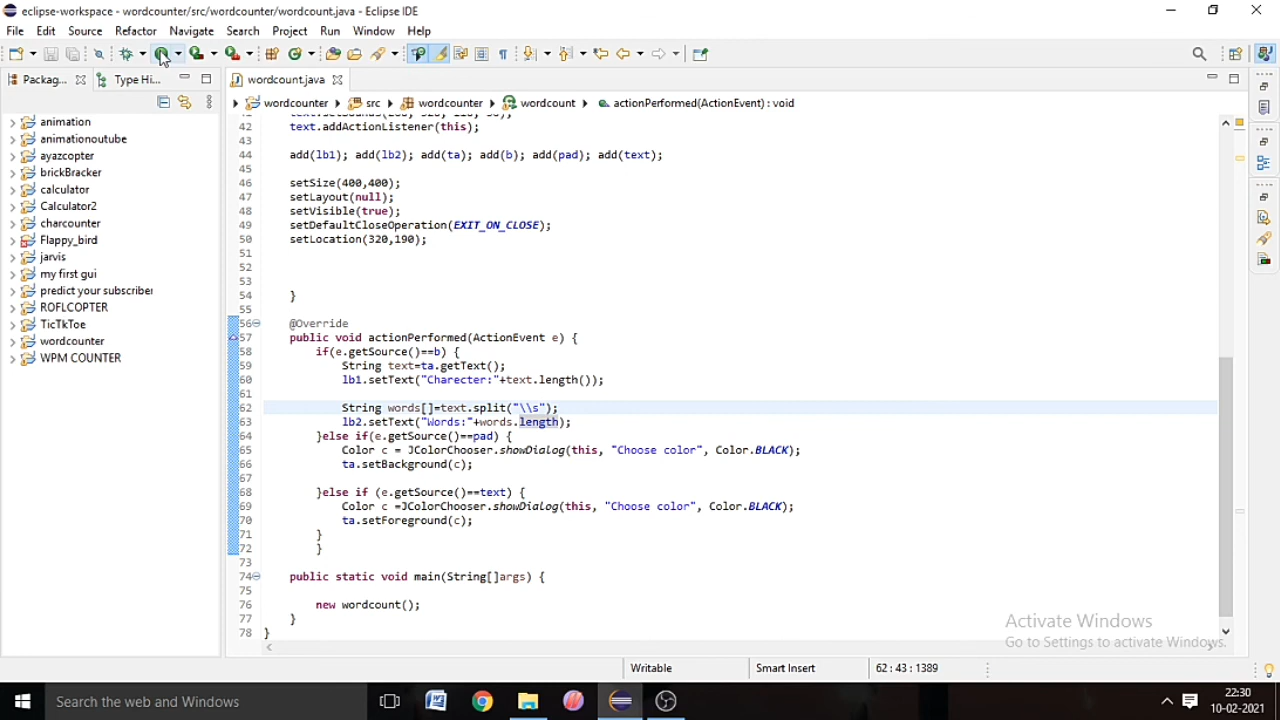 eclipse-workspace - wordcounter/src/wordcounter/wordcount.java - Eclipse IDE
File Edit Source Refactor Navigate Search Project Run Window Help
Packag... Type Hi... wordcount.java
wordcounter src wordcounter wordcount actionPerformed(ActionEvent) : void
animation
animationoutube
ayazcopter
brickBracker
calculator
Calculator2
charcounter
Flappy_bird
jarvis
my first gui
predict your subscriber
ROFLCOPTER
TicTkToe
wordcounter
WPM COUNTER
42 text.addActionListener(this);
43
44 add(lb1); add(lb2); add(ta); add(b); add(pad); add(text);
45
46 setSize(400,400);
47 setLayout(null);
48 setVisible(true);
49 setDefaultCloseOperation(EXIT_ON_CLOSE);
50 setLocation(320,190);
51
52
53
54 }
55
56 @Override
57 public void actionPerformed(ActionEvent e) {
58 if(e.getSource()==b) {
59 String text=ta.getText();
60 lb1.setText("Charecter:"+text.length());
61
62 String words[]=text.split("\\s");
63 lb2.setText("Words:"+words.length);
64 }else if(e.getSource()==pad) {
65 Color c = JColorChooser.showDialog(this, "Choose color", Color.BLACK);
66 ta.setBackground(c);
67
68 }else if (e.getSource()==text) {
69 Color c =JColorChooser.showDialog(this, "Choose color", Color.BLACK);
70 ta.setForeground(c);
71 }
72 }
73
74 public static void main(String[]args) {
75
76 new wordcount();
77 }
78 }
Activate Windows
Go to Settings to activate Windows.
Writable Smart Insert 62 : 43 : 1389
Search the web and Windows
22:30
10-02-2021